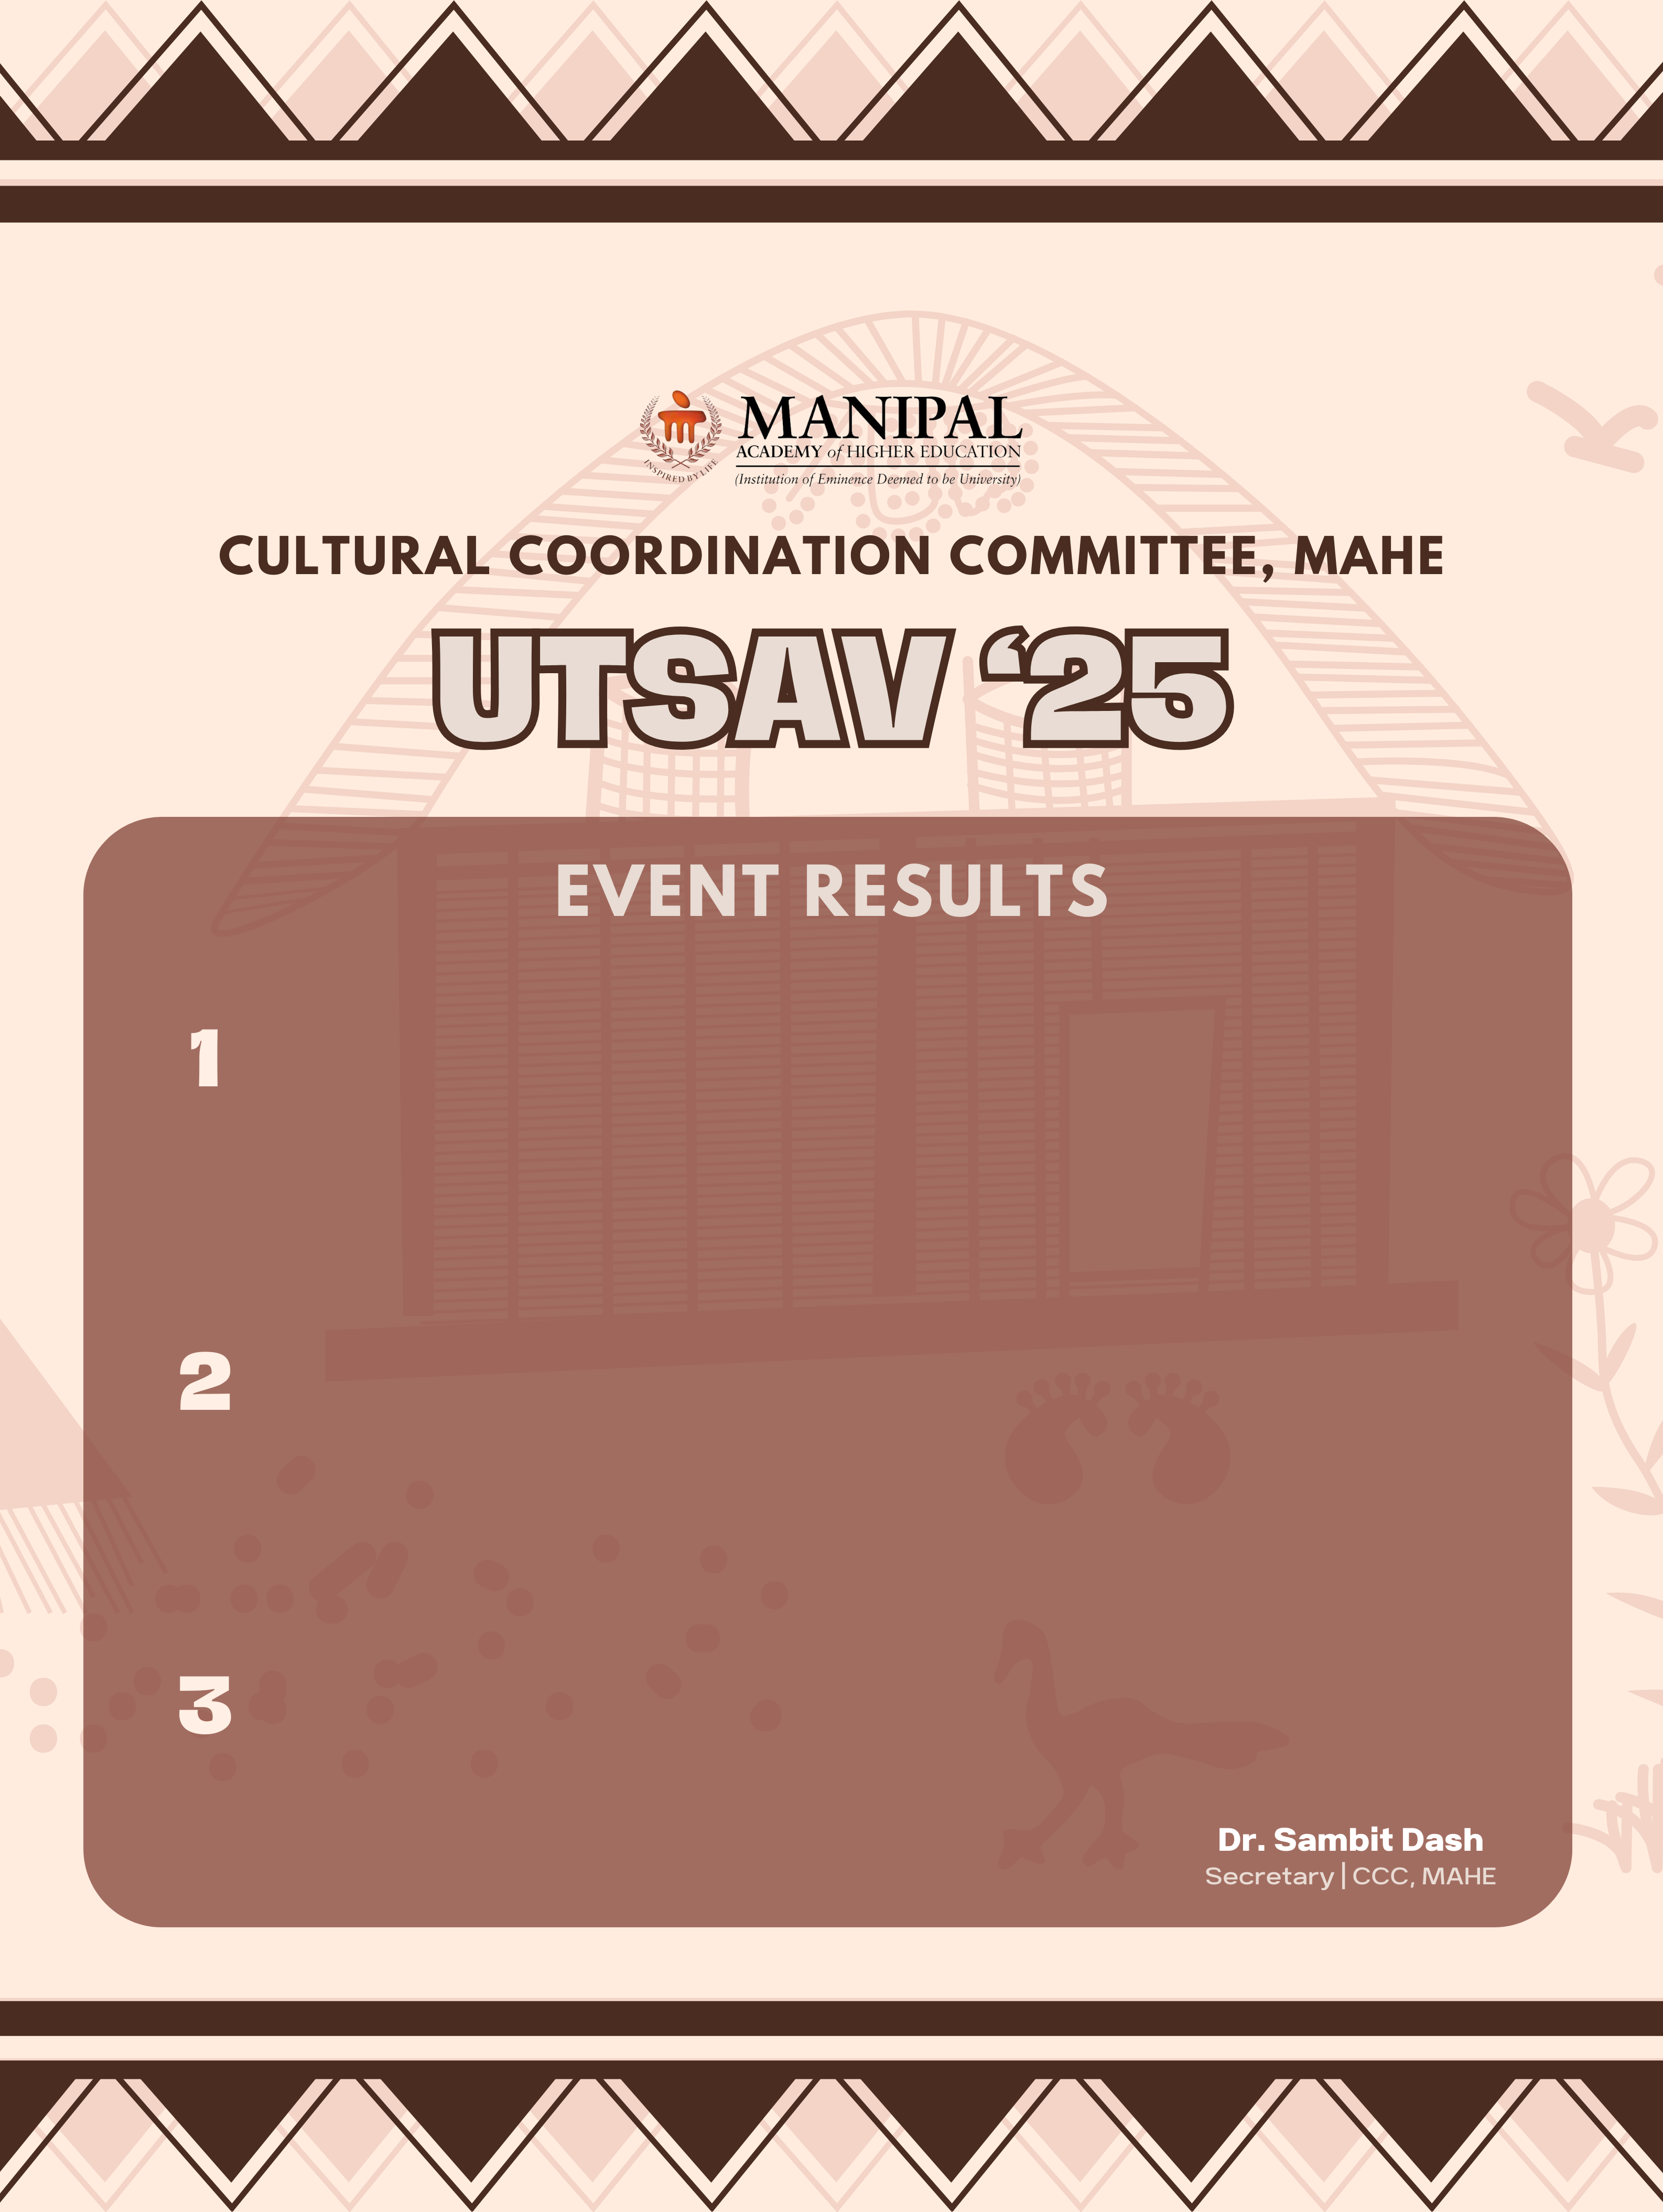 INSPIRED BY LIFE
MANIPAL
ACADEMY of HIGHER EDUCATION
(Institution of Eminence Deemed to be University)
CULTURAL COORDINATION COMMITTEE, MAHE
UTSAV ‘25
EVENT RESULTS
1
2
3
Dr. Sambit Dash
Secretary | CCC, MAHE